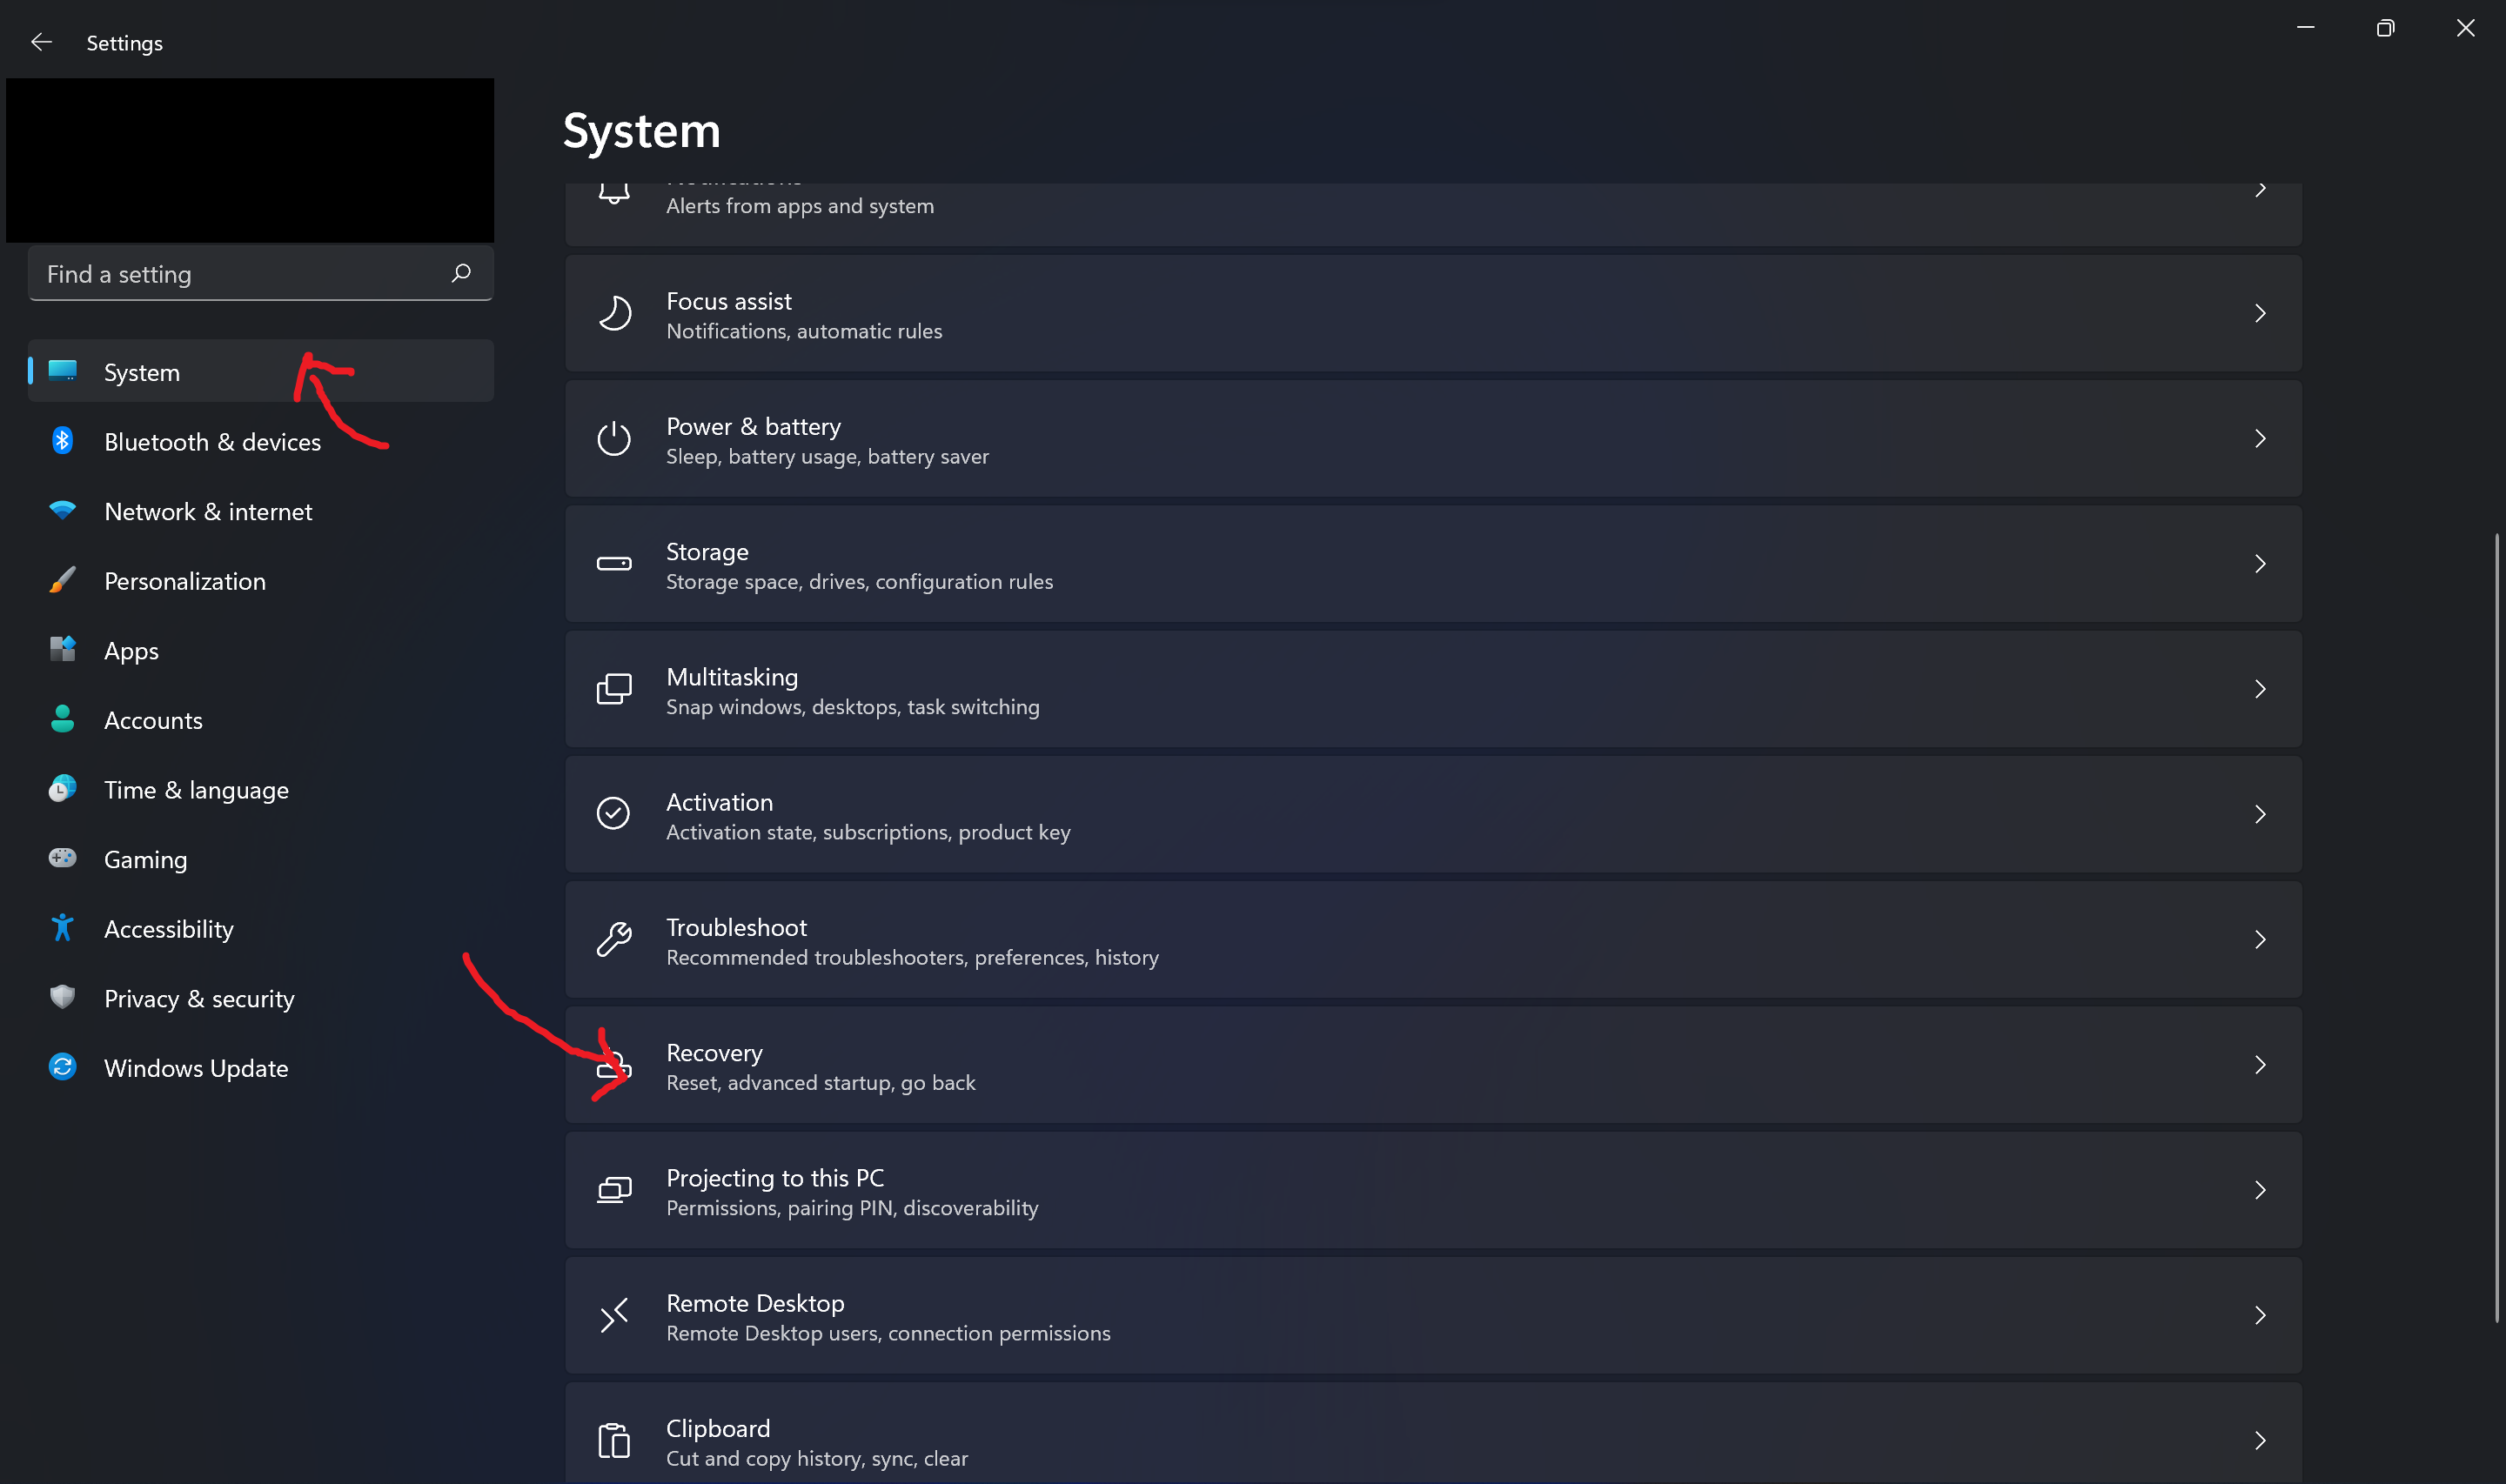 Settings
Find a setting
System
Bluetooth & devices
Network & internet
Personalization
Apps
Accounts
Time & language
Gaming
Accessibility
Privacy & security
Windows Update
System
Alerts from apps and system
Focus assist
Notifications, automatic rules
Power & battery
Sleep, battery usage, battery saver
Storage
Storage space, drives, configuration rules
Multitasking
Snap windows, desktops, task switching
Activation
Activation state, subscriptions, product key
Troubleshoot
Recommended troubleshooters, preferences, history
Recovery
Reset, advanced startup, go back
Projecting to this PC
Permissions, pairing PIN, discoverability
Remote Desktop
Remote Desktop users, connection permissions
Clipboard
Cut and copy history, sync, clear